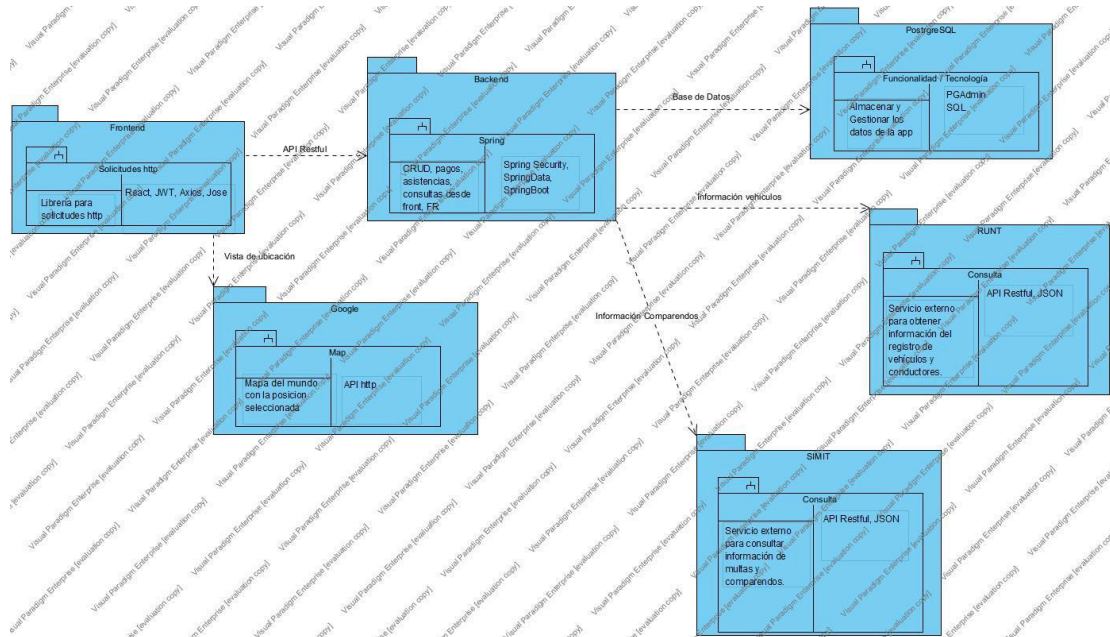 Frontend
Solicitudes http
Librería para
solicitudes http
React, JWT, Axios, Jose
API Restful
Backend
Spring
CRUD, pagos,
asistencias,
consultas desde
front, FR
Spring Security,
SpringData,
SpringBoot
Base de Datos
PostrgreSQL
Funcionalidad / Tecnología
Almacenar y
Gestionar los
datos de la app
PGAdmin
SQL
Información vehiculos
RUNT
Consulta
Servicio externo
para obtener
información del
registro de
vehículos y
conductores.
API Restful, JSON
Vista de ubicación
Google
Map
Mapa del mundo
con la posicion
seleccionada
API http
Información Comparendos
SIMIT
Consulta
Servicio externo
para consultar
información de
multas y
comparendos.
API Restful, JSON
Visual Paradigm Enterprise [evaluation copy]